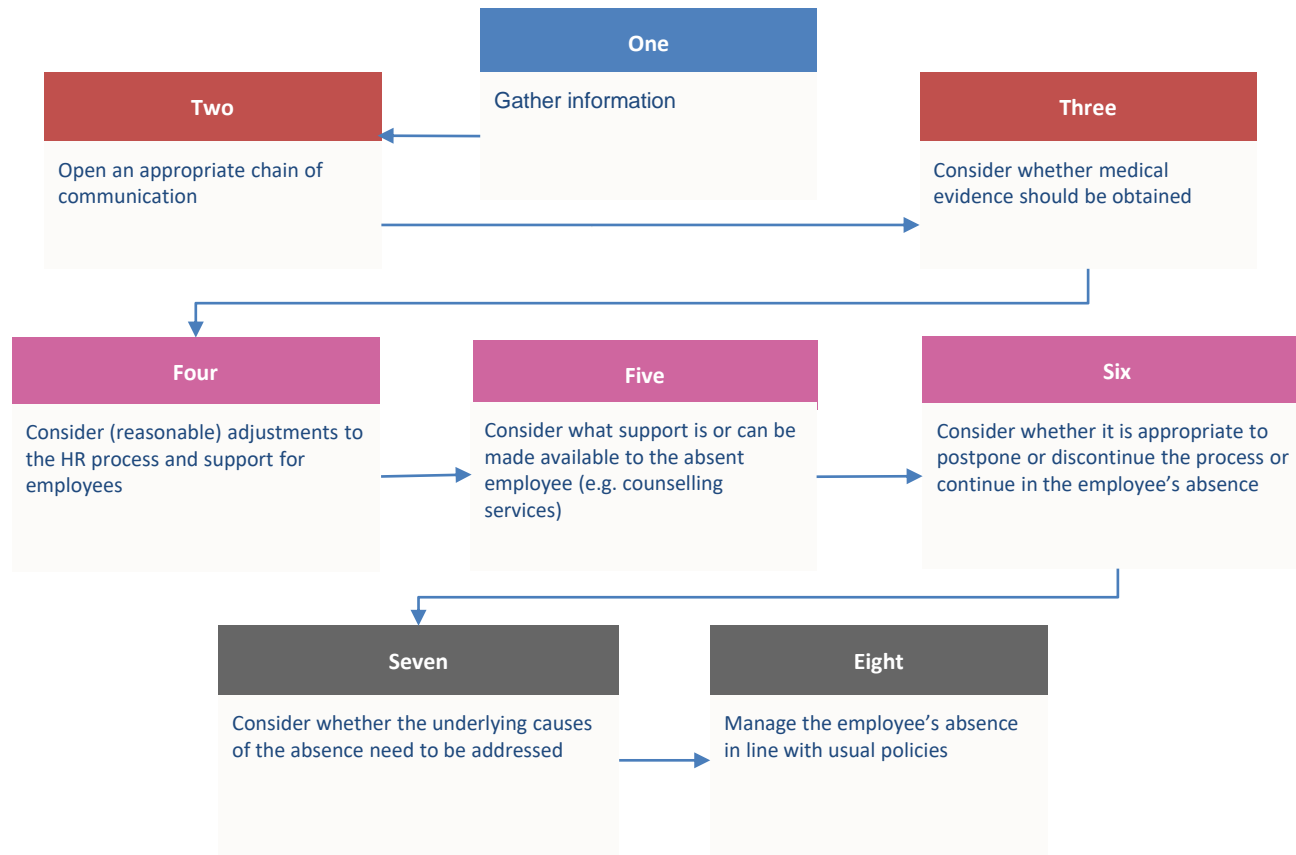 One
Gather information
Two
Open an appropriate chain of
communication
Three
Consider whether medical
evidence should be obtained
Four
Consider (reasonable) adjustments to
the HR process and support for
employees
Five
Consider what support is or can be
made available to the absent
employee (e.g. counselling
services)
Six
Consider whether it is appropriate to
postpone or discontinue the process or
continue in the employee’s absence
Seven
Consider whether the underlying causes
of the absence need to be addressed
Eight
Manage the employee’s absence
in line with usual policies